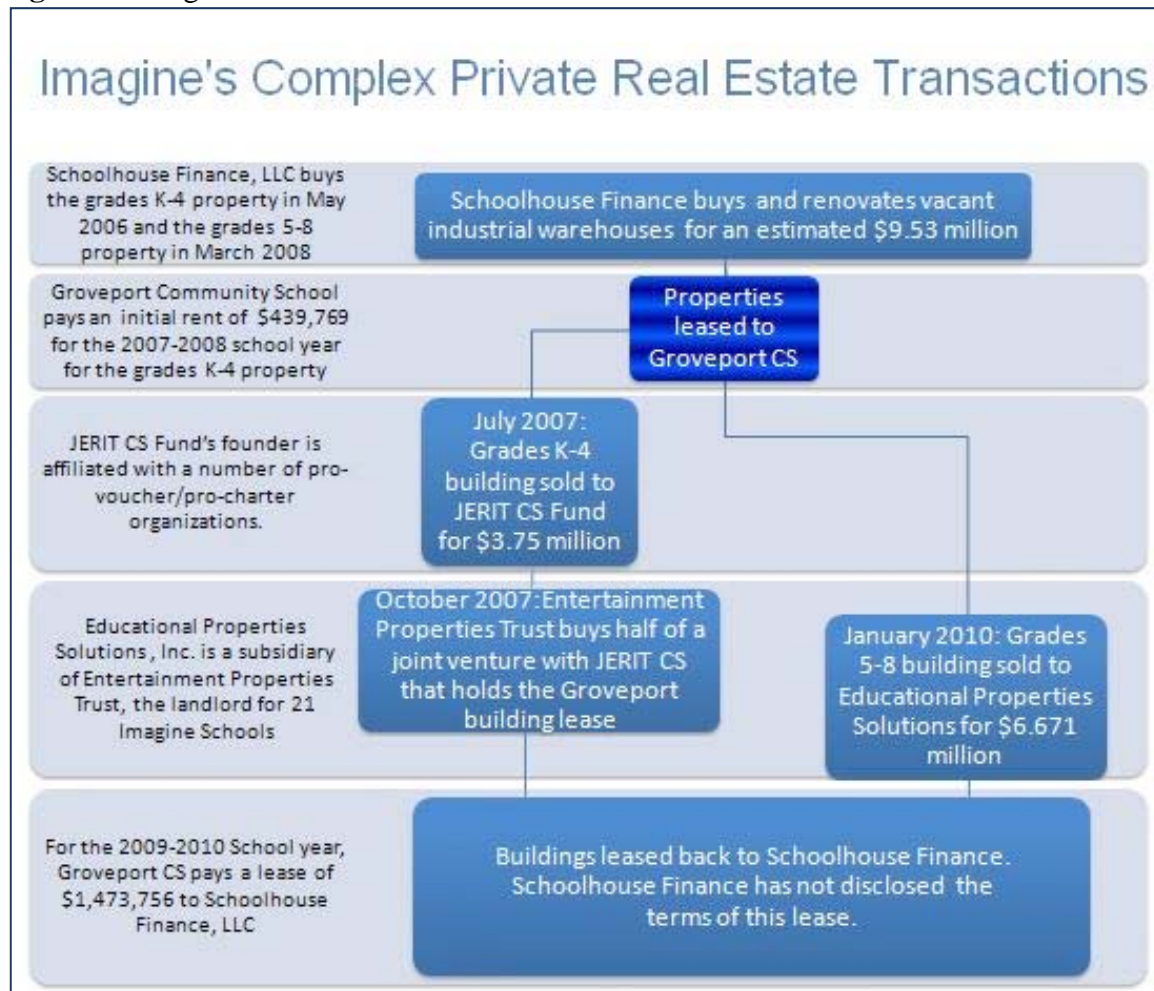 Imagine's Complex Private Real Estate Transactions
Schoolhouse Finance, LLC buys
the grades K-4 property in May
2006 and the grades 5-8
property in March 2008
Schoolhouse Finance buys and renovates vacant
industrial warehouses for an estimated $9.53 million
Groveport Community School
pays an initial rent of $439,769
for the 2007-2008 school year
for the grades K-4 property
Properties
leased to
Groveport CS
JERIT CS Fund's founder is
affiliated with a number of pro-
voucher/pro-charter
organizations.
July 2007:
Grades K-4
building sold to
JERIT CS Fund
for $3.75 million
Educational Properties
Solutions , Inc. is a subsidiary
of Entertainment Properties
Trust, the landlord for 21
Imagine Schools
October 2007:Entertainment
Properties Trust buys half of a
joint venture with JERIT CS
that holds the Groveport
building lease
January 2010: Grades
5-8 building sold to
Educational Properties
Solutions for $6.671
million
For the 2009-2010 School year,
Groveport CS pays a lease of
$1,473,756 to Schoolhouse
Finance, LLC
Buildings leased back to Schoolhouse Finance.
Schoolhouse Finance has not disclosed the
terms of this lease.